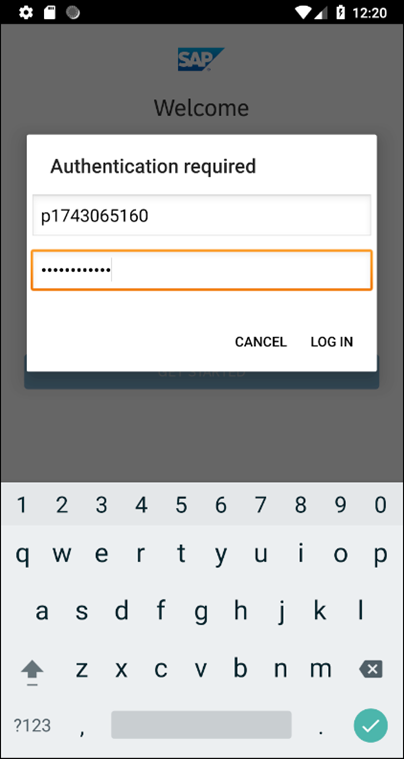 12:20
SAP
Welcome
Authentication required
p1743065160
••••••••••••
CANCEL LOG IN
GET STARTED
1 2 3 4 5 6 7 8 9 0
q w e r t y u i o p
a s d f g h j k l
z x c v b n m
?123 , .